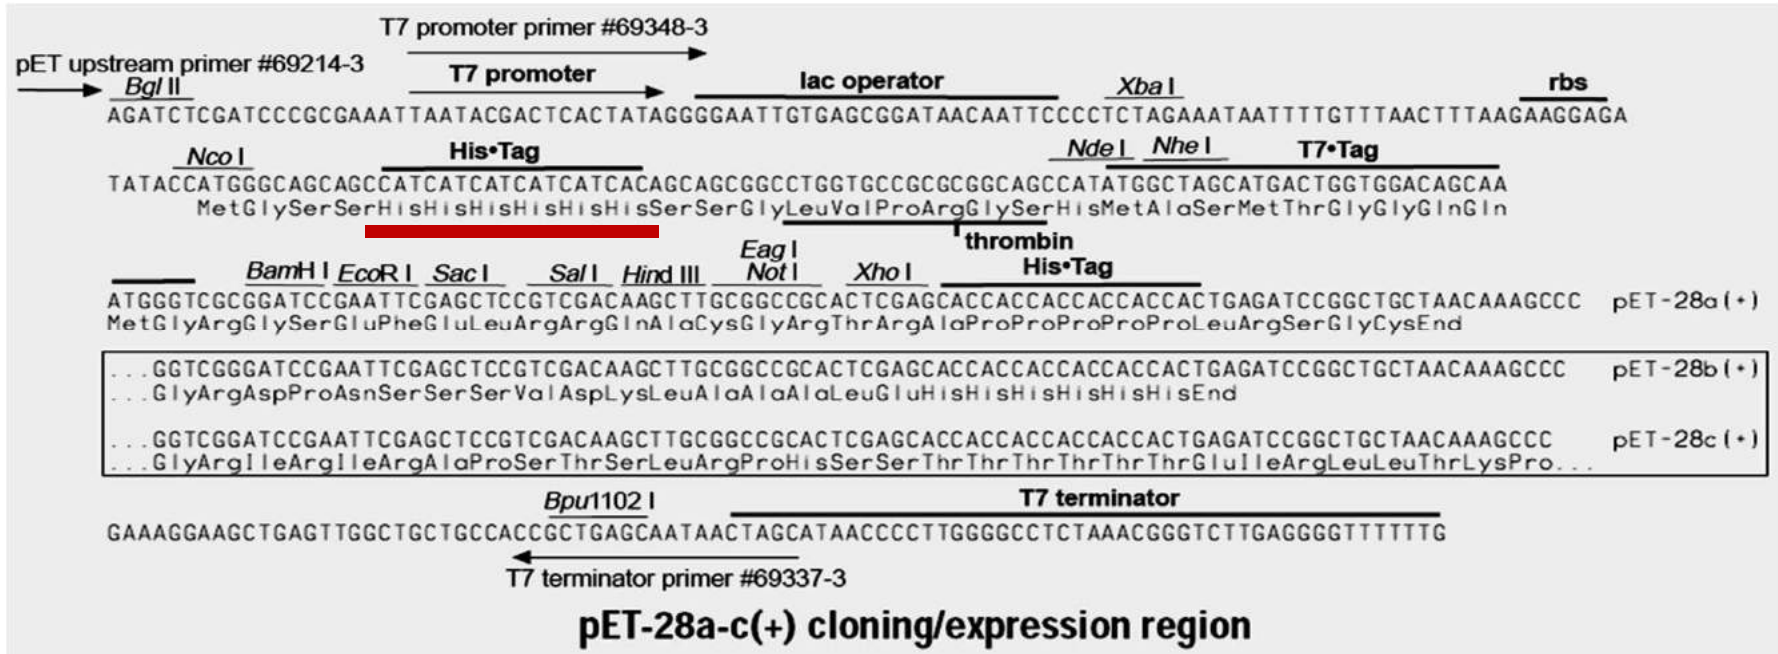 T7 promoter primer #69348-3
pET upstream primer #69214-3
Bgl II
T7 promoter
lac operator
Xba I
rbs
AGATCTCGATCCCGCGAAATTAATACGACTCACTATAGGGGAATTGTGAGCGGATAACAATTCCCCTCTAGAAATAATTTTGTTTAACTTTAAGAAGGAGA
Nco I
His•Tag
Nde I
Nhe I
T7•Tag
TATACCATGGGCAGCAGCCATCATCATCATCATCACAGCAGCGGCCTGGTGCCGCGCGGCAGCCATATGGCTAGCATGACTGGTGGACAGCAA
MetGlySerSerHisHisHisHisHisHisSerSerGlyLeuValProArgGlySerHisMetAlaSerMetThrGlyGlyGlnGln
thrombin
BamH I
EcoR I
Sac I
Sal I
Hind III
Eag I
Not I
Xho I
His•Tag
ATGGGTCGCGGATCCGAATTCGAGCTCCGTCGACAAGCTTGCGGCCGCACTCGAGCACCACCACCACCACCACTGAGATCCGGCTGCTAACAAAGCCC pET-28a(+)
MetGlyArgGlySerGluPheGluLeuArgArgGlnAlaCysGlyArgThrArgAlaProProProProProLeuArgSerGlyCysEnd
...GGTCGGGATCCGAATTCGAGCTCCGTCGACAAGCTTGCGGCCGCACTCGAGCACCACCACCACCACCACTGAGATCCGGCTGCTAACAAAGCCC pET-28b(+)
...GlyArgAspProAsnSerSerSerValAspLysLeuAlaAlaAlaLeuGluHisHisHisHisHisHisEnd
...GGTCGGATCCGAATTCGAGCTCCGTCGACAAGCTTGCGGCCGCACTCGAGCACCACCACCACCACCACTGAGATCCGGCTGCTAACAAAGCCC pET-28c(+)
...GlyArgIleArgIleArgAlaProSerThrSerLeuArgProHisSerSerThrThrThrThrThrThrGluIleArgLeuLeuThrLysPro...
Bpu1102 I
T7 terminator
GAAAGGAAGCTGAGTTGGCTGCTGCCACCGCTGAGCAATAACTAGCATAACCCCTTGGGGCCTCTAAACGGGTCTTGAGGGGTTTTTTG
T7 terminator primer #69337-3
pET-28a-c(+) cloning/expression region